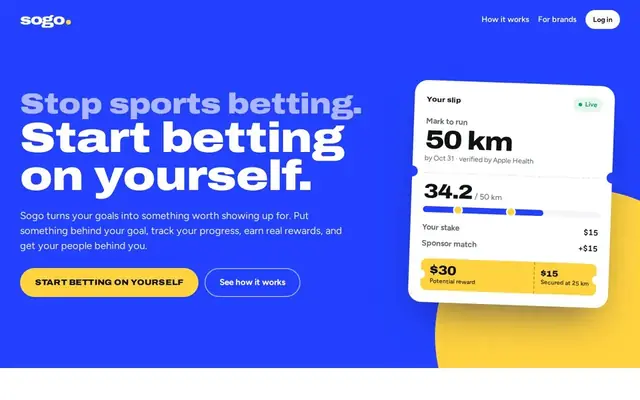 sogo.
How it works
For brands
Log in
Stop sports betting.
Start betting
on yourself.
Sogo turns your goals into something worth showing up for. Put
something behind your goal, track your progress, earn real rewards, and
get your people behind you.
START BETTING ON YOURSELF
See how it works
Your slip
Live
Mark to run
50 km
by Oct 31 · verified by Apple Health
34.2 / 50 km
Your stake
$15
Sponsor match
+$15
$30
Potential reward
$15
Secured at 25 km